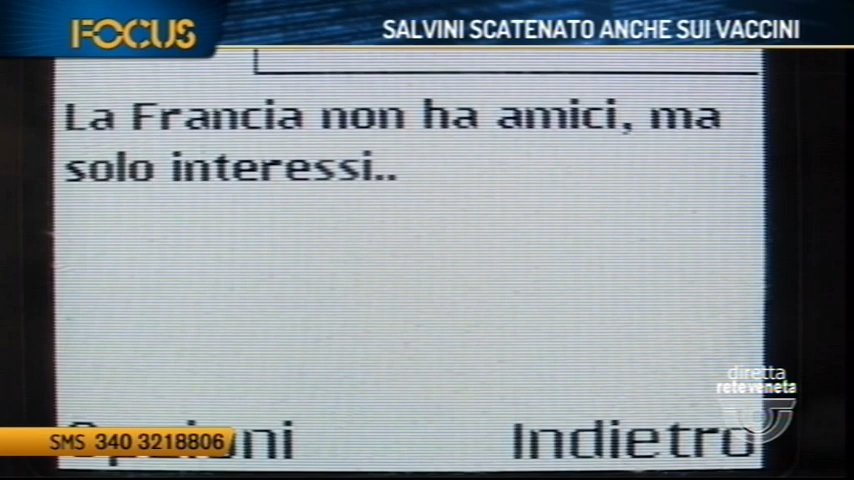 FOCUS
SALVINI SCATENATO ANCHE SUI VACCINI
La Francia non ha amici, ma
solo interessi..
diretta
reteveneta
SMS 340 3218806
Indietro